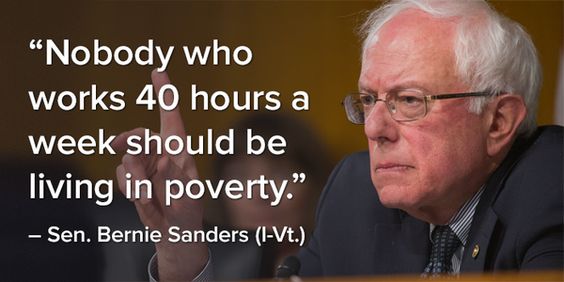 “Nobody who
works 40 hours a
week should be
living in poverty.”
– Sen. Bernie Sanders (I-Vt.)